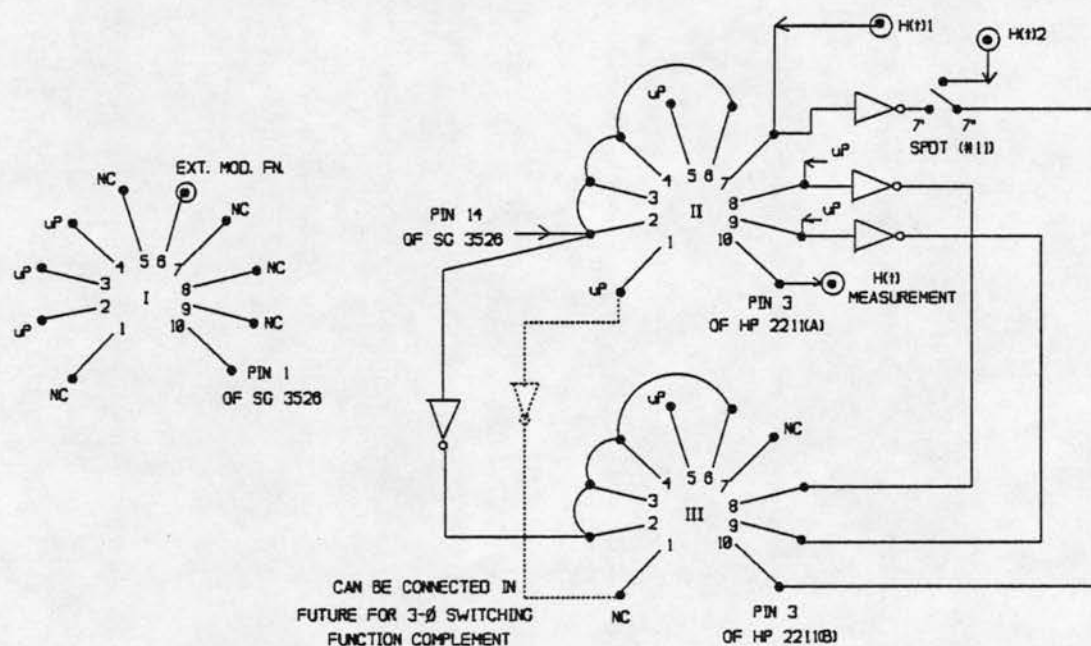 H(t)1
H(t)2
uP
7'
7"
SPDT (#11)
EXT. MOD. FN.
NC
NC
uP
uP
uP
NC
NC
NC
NC
1
2
3
4
5
6
7
8
9
10
I
PIN 1
OF SG 3526
PIN 14
OF SG 3526
uP
uP
uP
1
2
3
4
5
6
7
8
9
10
II
H(t)
MEASUREMENT
PIN 3
OF HP 2211(A)
uP
NC
1
2
3
4
5
6
7
8
9
10
III
CAN BE CONNECTED IN
FUTURE FOR 3-Ø SWITCHING
FUNCTION COMPLEMENT
NC
PIN 3
OF HP 2211(B)